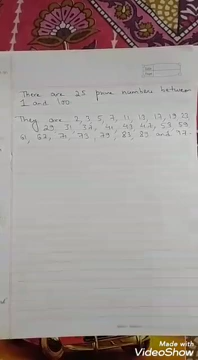 There are 25 prime numbers between
1 and 100.
They are 2, 3, 5, 7, 11, 13, 17, 19, 23,
29, 31, 37, 41, 43, 47, 53, 59,
61, 67, 71, 73, 79, 83, 89 and 97.
Made with
VideoShow